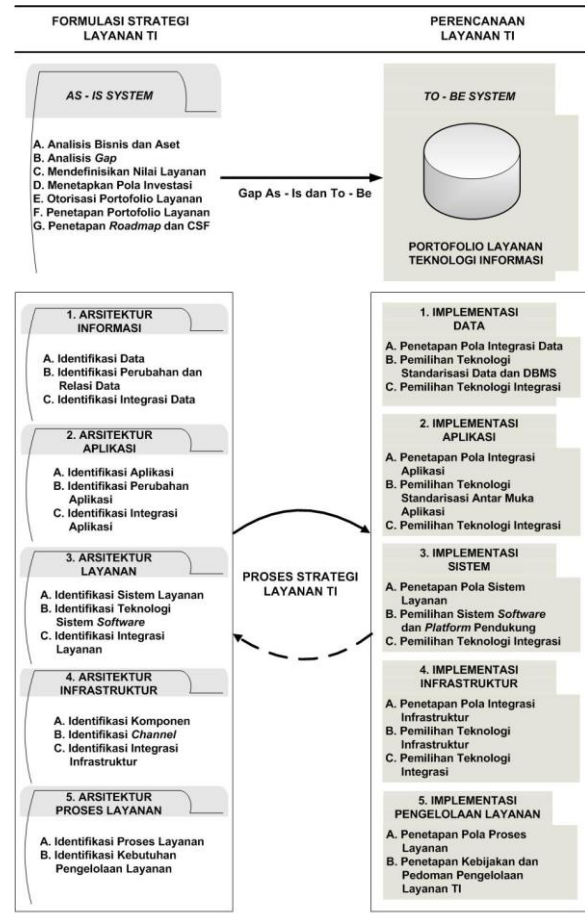 FORMULASI STRATEGI
LAYANAN TI
PERENCANAAN
LAYANAN TI
AS - IS SYSTEM
A. Analisis Bisnis dan Aset
B. Analisis Gap
C. Mendefinisikan Nilai Layanan
D. Menetapkan Pola Investasi
E. Otorisasi Portofolio Layanan
F. Penetapan Portofolio Layanan
G. Penetapan Roadmap dan CSF
Gap As - Is dan To - Be
TO - BE SYSTEM
PORTOFOLIO LAYANAN
TEKNOLOGI INFORMASI
1. ARSITEKTUR
INFORMASI
A. Identifikasi Data
B. Identifikasi Perubahan dan
Relasi Data
C. Identifikasi Integrasi Data
2. ARSITEKTUR
APLIKASI
A. Identifikasi Aplikasi
B. Identifikasi Perubahan
Aplikasi
C. Identifikasi Integrasi
Aplikasi
3. ARSITEKTUR
LAYANAN
A. Identifikasi Sistem Layanan
B. Identifikasi Teknologi
Sistem Software
C. Identifikasi Integrasi
Layanan
4. ARSITEKTUR
INFRASTRUKTUR
A. Identifikasi Komponen
B. Identifikasi Channel
C. Identifikasi Integrasi
Infrastruktur
5. ARSITEKTUR
PROSES LAYANAN
A. Identifikasi Proses Layanan
B. Identifikasi Kebutuhan
Pengelolaan Layanan
PROSES STRATEGI
LAYANAN TI
1. IMPLEMENTASI
DATA
A. Penetapan Pola Integrasi Data
B. Pemilihan Teknologi
Standarisasi Data dan DBMS
C. Pemilihan Teknologi Integrasi
2. IMPLEMENTASI
APLIKASI
A. Penetapan Pola Integrasi
Aplikasi
B. Pemilihan Teknologi
Standarisasi Antar Muka
Aplikasi
C. Pemilihan Teknologi Integrasi
3. IMPLEMENTASI
SISTEM
A. Penetapan Pola Sistem
Layanan
B. Pemilihan Sistem Software
dan Platform Pendukung
C. Pemilihan Teknologi Integrasi
4. IMPLEMENTASI
INFRASTRUKTUR
A. Penetapan Pola Integrasi
Infrastruktur
B. Pemilihan Teknologi
Infrastruktur
C. Pemilihan Teknologi
Integrasi
5. IMPLEMENTASI
PENGELOLAAN LAYANAN
A. Penetapan Pola Proses
Layanan
B. Penetapan Kebijakan dan
Pedoman Pengelolaan
Layanan TI